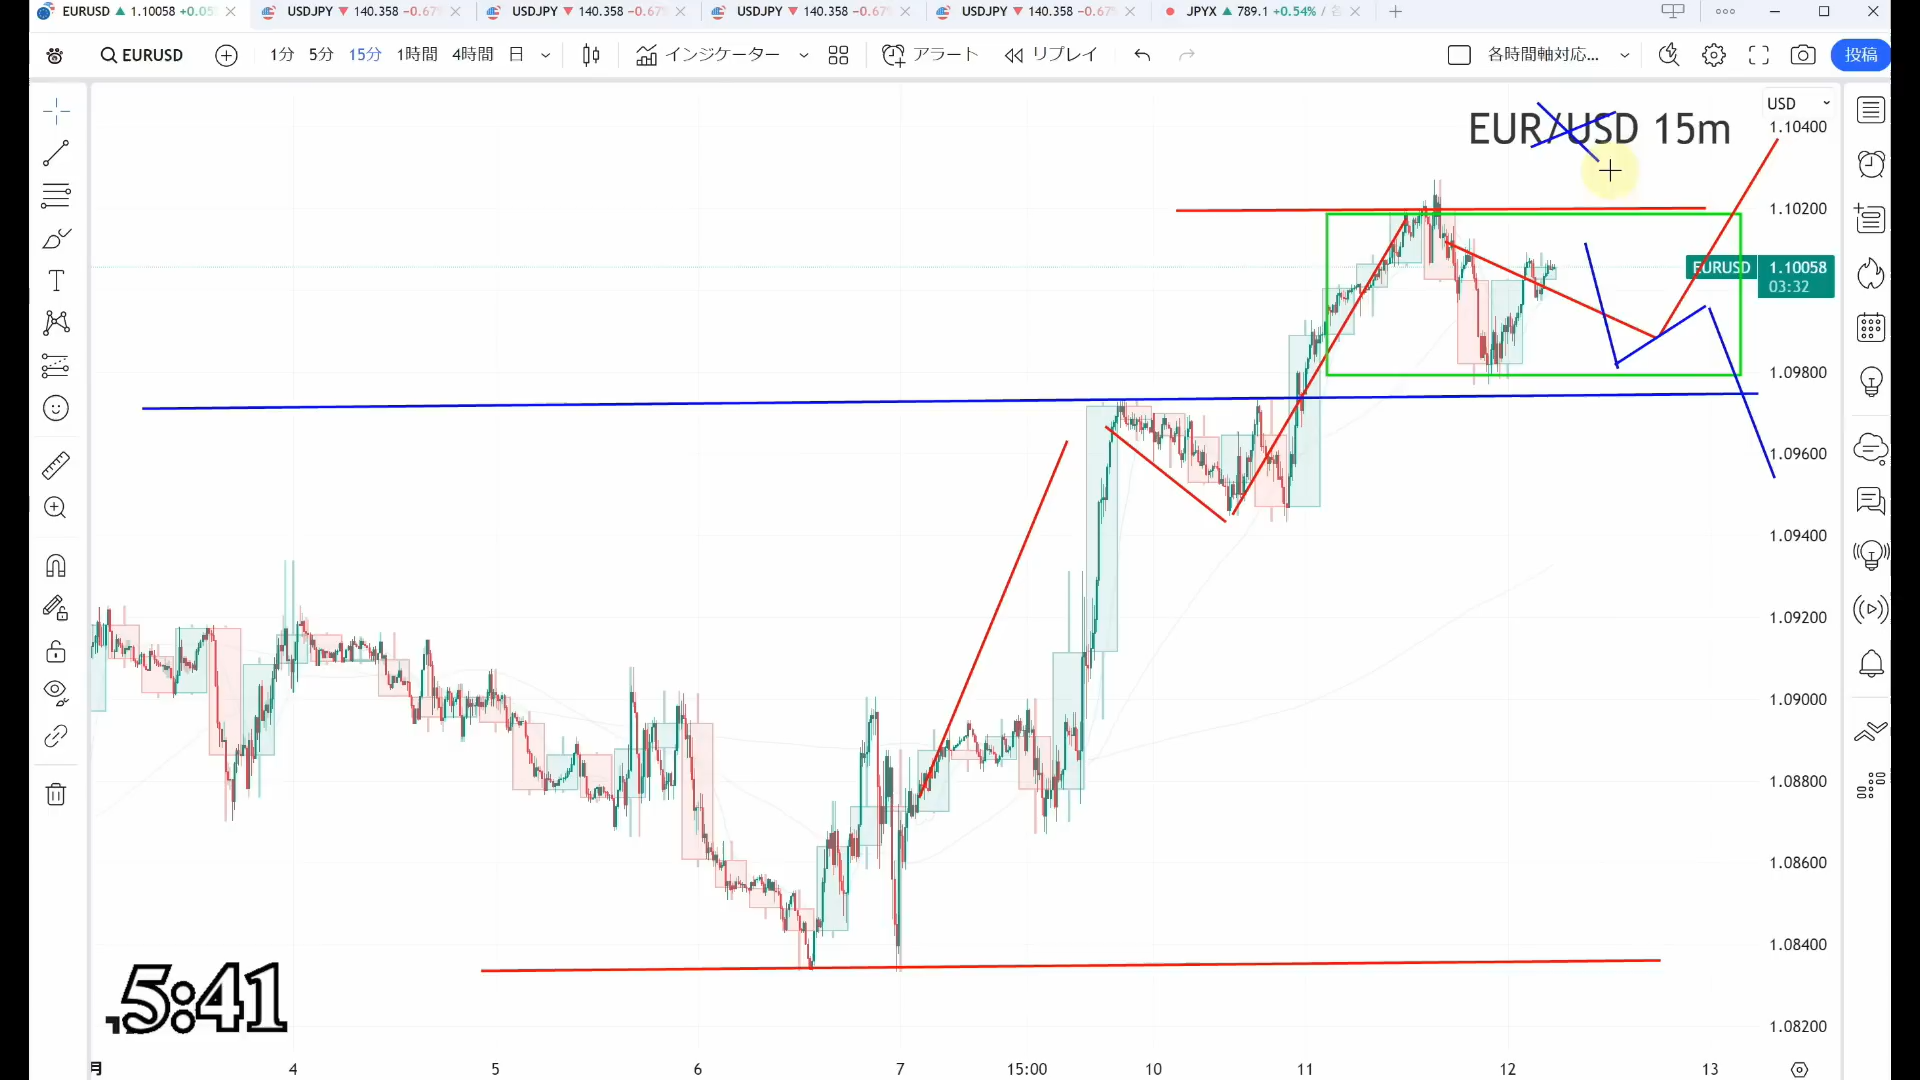 EURUSD ▲ 1.10058 +0.05
USDJPY ▼ 140.358 −0.67%
USDJPY ▼ 140.358 −0.67%
USDJPY ▼ 140.358 −0.67%
USDJPY ▼ 140.358 −0.67%
JPYX ▲ 789.1 +0.54% / 各
EURUSD
1分 5分 15分 1時間 4時間 日
インジケーター
アラート
リプレイ
各時間軸対応...
投稿
EUR/USD 15m
USD
1.10400
1.10200
EURUSD 1.10058
03:32
1.09800
1.09600
1.09400
1.09200
1.09000
1.08800
1.08600
1.08400
1.08200
5:41
月 4 5 6 7 15:00 10 11 12 13